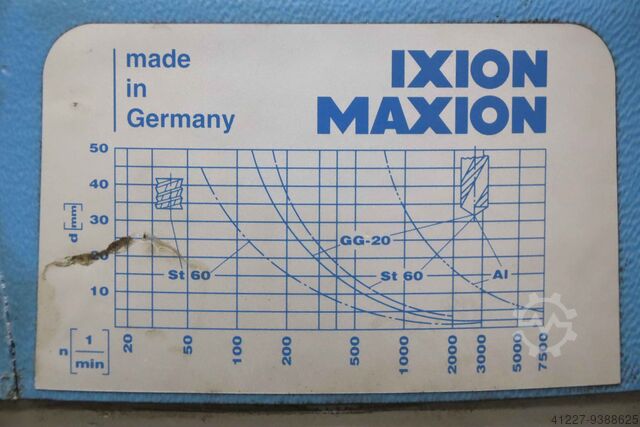 made
in
Germany
IXION
MAXION
50
40
30
20
10
d [mm]
GG-20
St 60
St 60
Al
n [1/min]
20
50
100
200
500
1000
2000
3000
5000
7500
41227-9388625